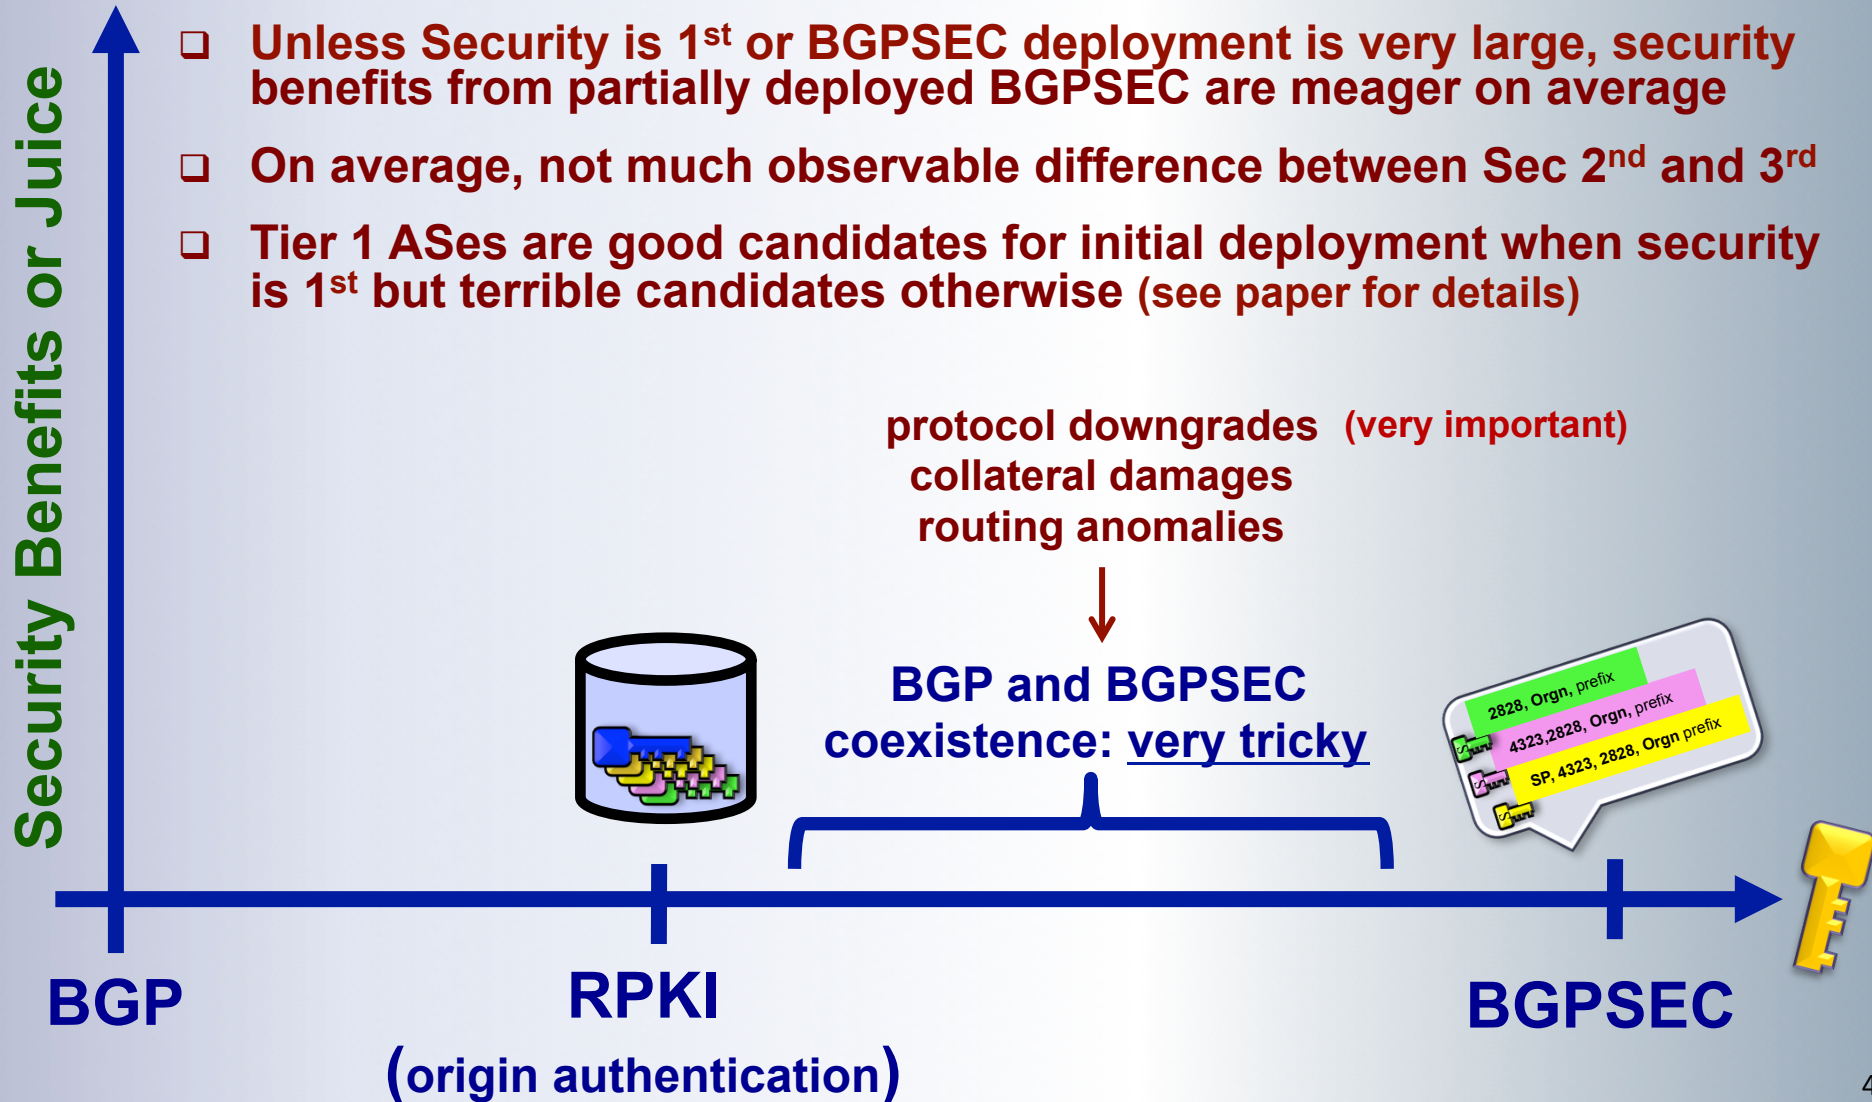 Security Benefits or Juice
❑ Unless Security is 1st or BGPSEC deployment is very large, security
benefits from partially deployed BGPSEC are meager on average
❑ On average, not much observable difference between Sec 2nd and 3rd
❑ Tier 1 ASes are good candidates for initial deployment when security
is 1st but terrible candidates otherwise (see paper for details)
protocol downgrades (very important)
collateral damages
routing anomalies
BGP and BGPSEC
coexistence: very tricky
2828, Orgn, prefix
S
4323,2828, Orgn, prefix
S
SP, 4323, 2828, Orgn prefix
S
BGP
RPKI
(origin authentication)
BGPSEC